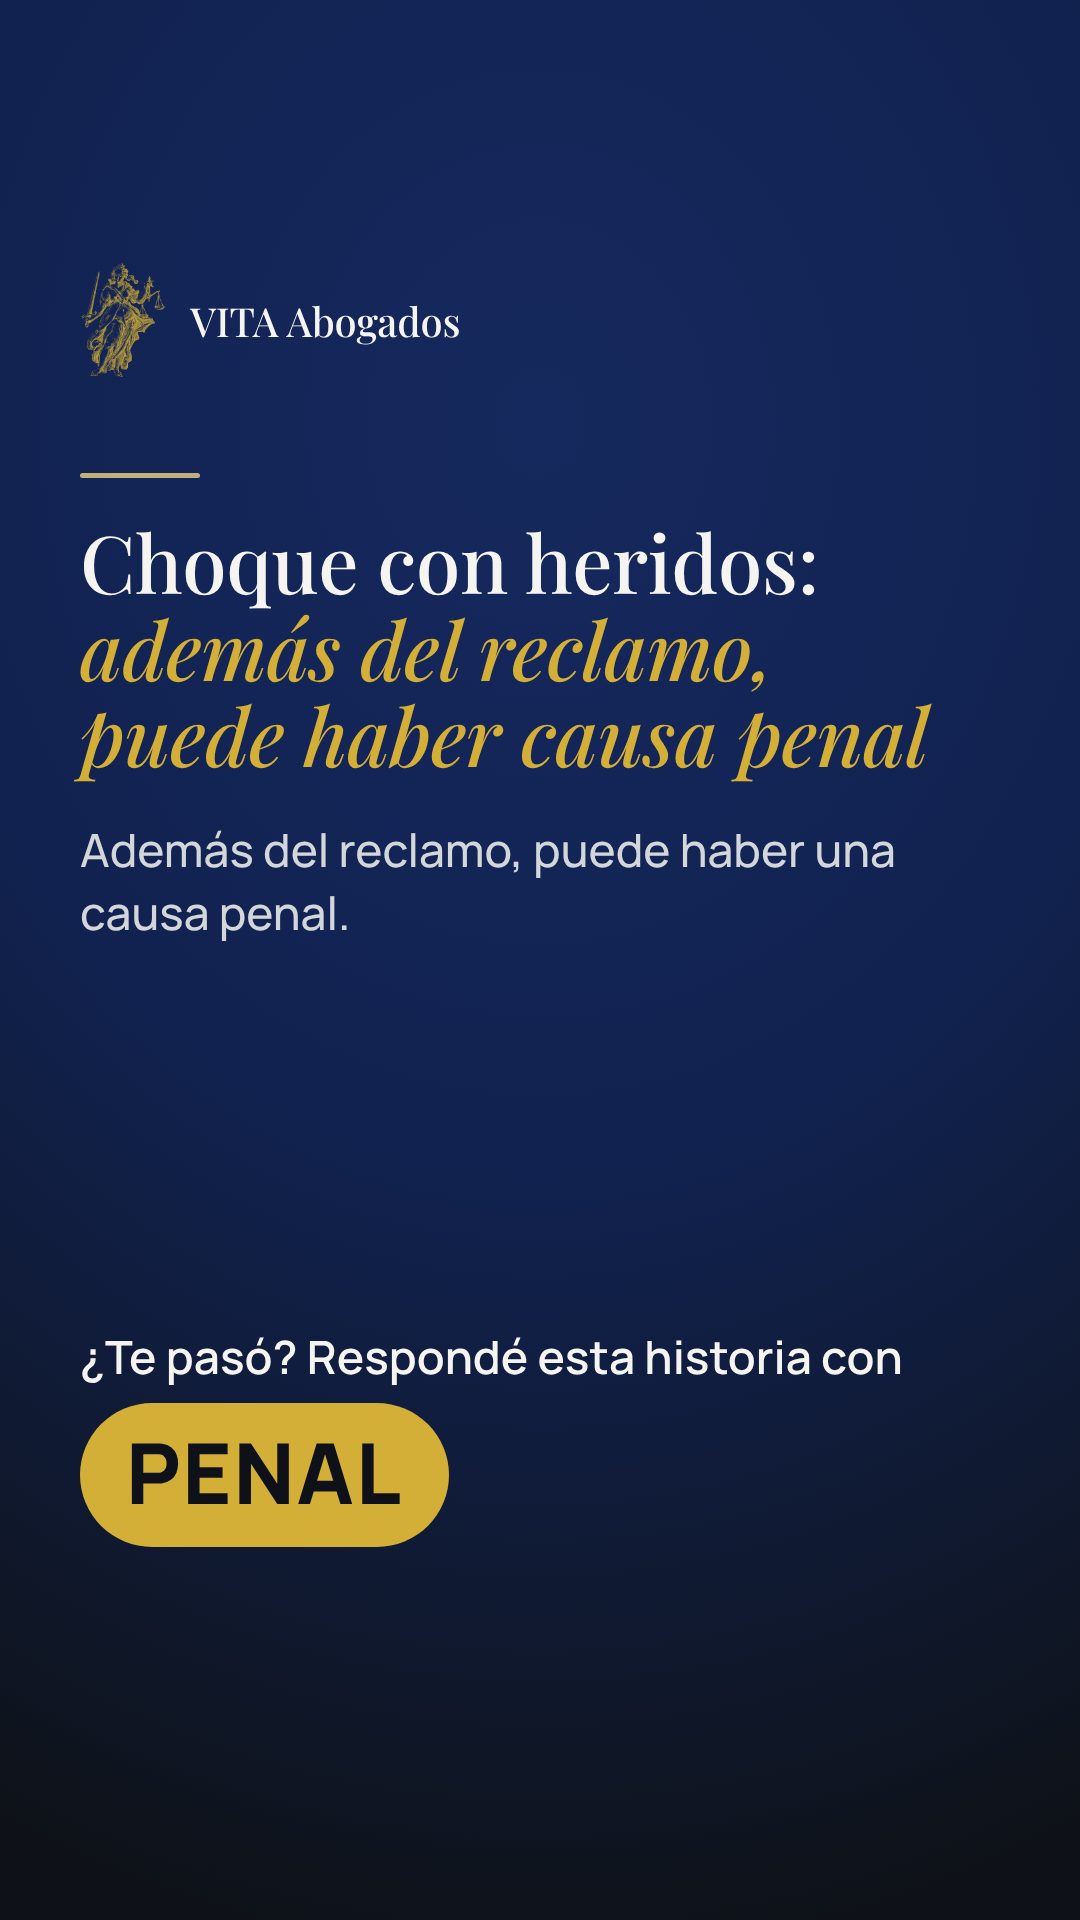 VITA Abogados
Choque con heridos:
además del reclamo,
puede haber causa penal
Además del reclamo, puede haber una
causa penal.
¿Te pasó? Respondé esta historia con
PENAL